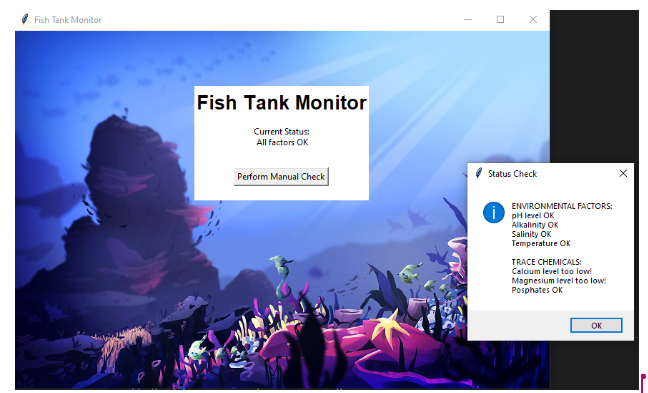 Fish Tank Monitor
Fish Tank Monitor
Current Status:
All factors OK
Perform Manual Check
Status Check
ENVIRONMENTAL FACTORS:
pH level OK
Alkalinity OK
Salinity OK
Temperature OK
TRACE CHEMICALS:
Calcium level too low!
Magnesium level too low!
Posphates OK
OK